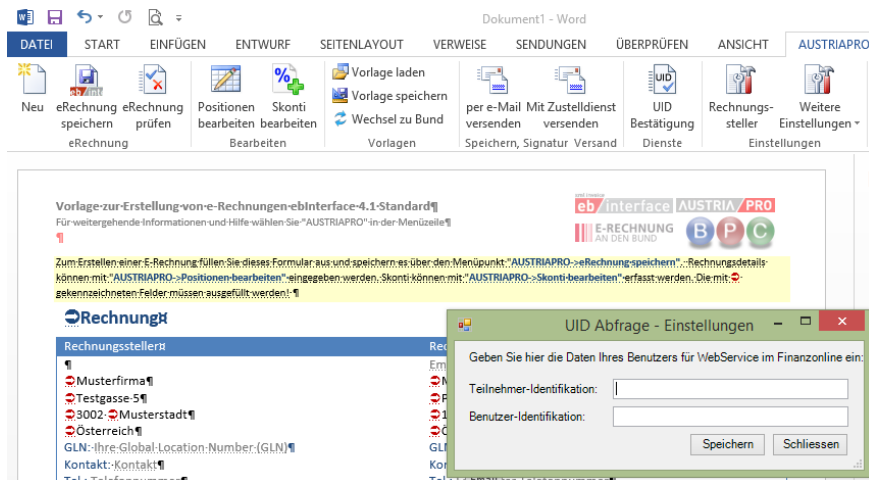 Dokument1 - Word
DATEI START EINFÜGEN ENTWURF SEITENLAYOUT VERWEISE SENDUNGEN ÜBERPRÜFEN ANSICHT AUSTRIAPRO
Neu eRechnung speichern eRechnung prüfen Positionen bearbeiten Skonti bearbeiten Vorlage laden
Vorlage speichern
Wechsel zu Bund
per e-Mail versenden Mit Zustelldienst versenden UID Bestätigung Rechnungs-steller Weitere Einstellungen
eRechnung Bearbeiten Vorlagen Speichern, Signatur Versand Dienste Einstellungen
Vorlage·zur·Erstellung·von·e-Rechnungen·ebInterface·4.1·Standard¶
Für·weitergehende·Informationen·und·Hilfe·wählen·Sie·"AUSTRIAPRO"·in·der·Menüzeile¶
¶
eb/interface AUSTRIA/PRO
E-RECHNUNG
AN DEN BUND
B P C
Zum·Erstellen·einer·E-Rechnung·füllen·Sie·dieses·Formular·aus·und·speichern·es·über·den·Menüpunkt·"AUSTRIAPRO->eRechnung·speichern".·Rechnungsdetails·
können·mit·"AUSTRIAPRO->Positionen·bearbeiten"·eingegeben·werden.·Skonti·können·mit·"AUSTRIAPRO->Skonti·bearbeiten"·erfasst·werden.·Die·mit·
gekennzeichneten·Felder·müssen·ausgefüllt·werden!·¶
Rechnung¤
Rechnungssteller¤
¶
Musterfirma¶
Testgasse·5¶
3002·Musterstadt¶
Österreich¶
GLN:·Ihre·Global·Location·Number·(GLN)¶
Kontakt:·Kontakt¶
Tel.:·Telefonnummer¶
UID Abfrage - Einstellungen
Geben Sie hier die Daten Ihres Benutzers für WebService im Finanzonline ein:
Teilnehmer-Identifikation:
Benutzer-Identifikation:
Speichern Schliessen